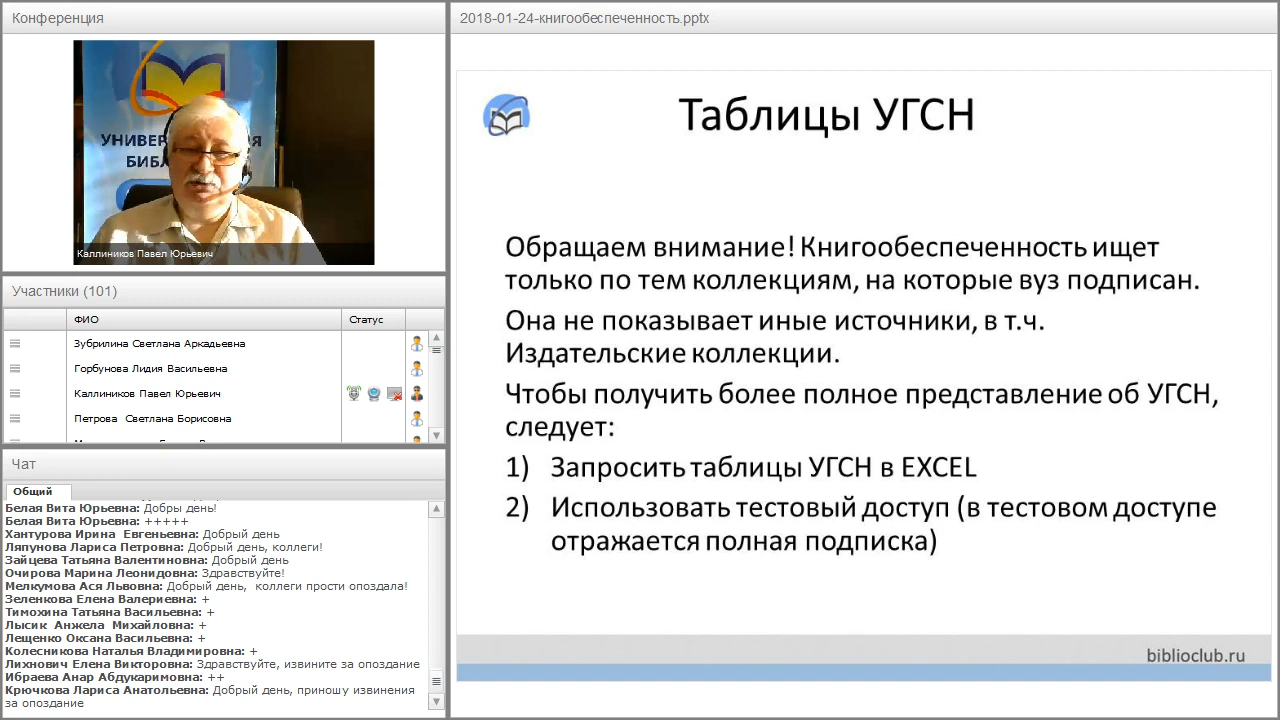 Конференция
УНИВЕР
Я
БИБЛ
Каллиников Павел Юрьевич
Участники (101)
ФИО Статус
Зубрилина Светлана Аркадьевна
Горбунова Лидия Васильевна
Каллиников Павел Юрьевич
Петрова Светлана Борисовна
Чат
Общий
Белая Вита Юрьевна: Добры день!
Белая Вита Юрьевна: +++++
Хантурова Ирина Евгеньевна: Добрый день
Ляпунова Лариса Петровна: Добрый день, коллеги!
Зайцева Татьяна Валентиновна: Добрый день
Очирова Марина Леонидовна: Здравствуйте!
Мелкумова Ася Львовна: Добрый день, коллеги прости опоздала!
Зеленкова Елена Валериевна: +
Тимохина Татьяна Васильевна: +
Лысик Анжела Михайловна: +
Лещенко Оксана Васильевна: +
Колесникова Наталья Владимировна: +
Лихнович Елена Викторовна: Здравствуйте, извините за опоздание
Ибраева Анар Абдукаримовна: ++
Крючкова Лариса Анатольевна: Добрый день, приношу извинения
за опоздание
2018-01-24-книгообеспеченность.pptx
Таблицы УГСН
Обращаем внимание! Книгообеспеченность ищет
только по тем коллекциям, на которые вуз подписан.
Она не показывает иные источники, в т.ч.
Издательские коллекции.
Чтобы получить более полное представление об УГСН,
следует:
1) Запросить таблицы УГСН в EXCEL
2) Использовать тестовый доступ (в тестовом доступе
отражается полная подписка)
biblioclub.ru